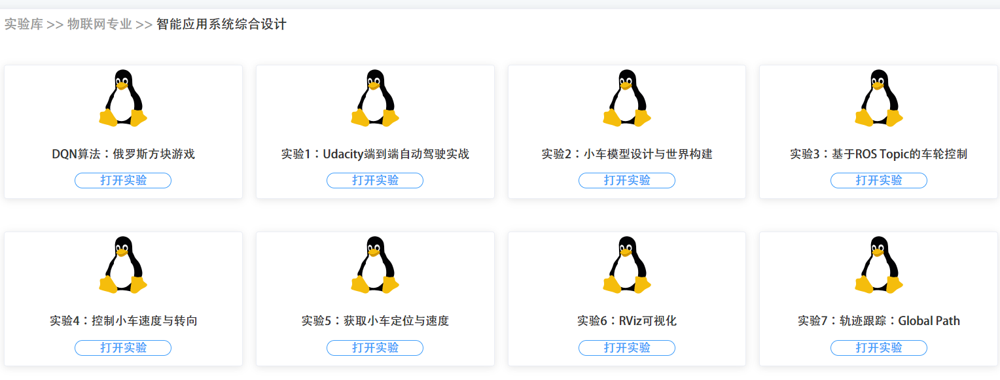 实验库 >> 物联网专业 >> 智能应用系统综合设计
DQN算法：俄罗斯方块游戏
打开实验
实验1：Udacity端到端自动驾驶实战
打开实验
实验2：小车模型设计与世界构建
打开实验
实验3：基于ROS Topic的车轮控制
打开实验
实验4：控制小车速度与转向
打开实验
实验5：获取小车定位与速度
打开实验
实验6：RViz可视化
打开实验
实验7：轨迹跟踪：Global Path
打开实验